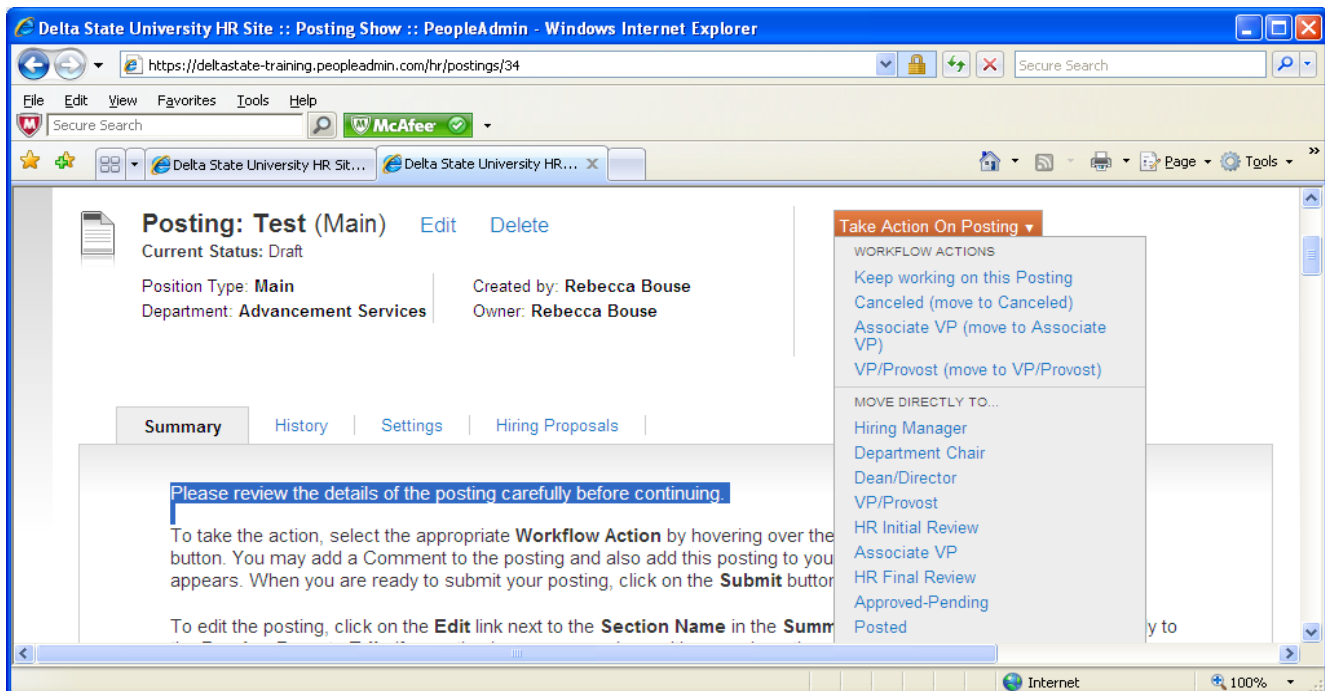 Delta State University HR Site :: Posting Show :: PeopleAdmin - Windows Internet Explorer
https://deltastate-training.peopleadmin.com/hr/postings/34
Secure Search
File Edit View Favorites Tools Help
Secure Search
McAfee
Delta State University HR Sit...
Delta State University HR...
Page
Tools
Posting: Test (Main) Edit Delete
Current Status: Draft
Position Type: Main
Department: Advancement Services
Created by: Rebecca Bouse
Owner: Rebecca Bouse
Take Action On Posting ▼
WORKFLOW ACTIONS
Keep working on this Posting
Canceled (move to Canceled)
Associate VP (move to Associate
VP)
VP/Provost (move to VP/Provost)
MOVE DIRECTLY TO...
Hiring Manager
Department Chair
Dean/Director
VP/Provost
HR Initial Review
Associate VP
HR Final Review
Approved-Pending
Posted
Summary History Settings Hiring Proposals
Please review the details of the posting carefully before continuing.
To take the action, select the appropriate Workflow Action by hovering over the
button. You may add a Comment to the posting and also add this posting to you
appears. When you are ready to submit your posting, click on the Submit button
To edit the posting, click on the Edit link next to the Section Name in the Summ
ly to
Internet
100%